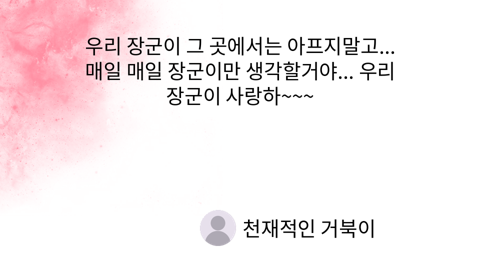 우리 장군이 그 곳에서는 아프지말고...
매일 매일 장군이만 생각할거야... 우리
장군이 사랑하~~~
천재적인 거북이